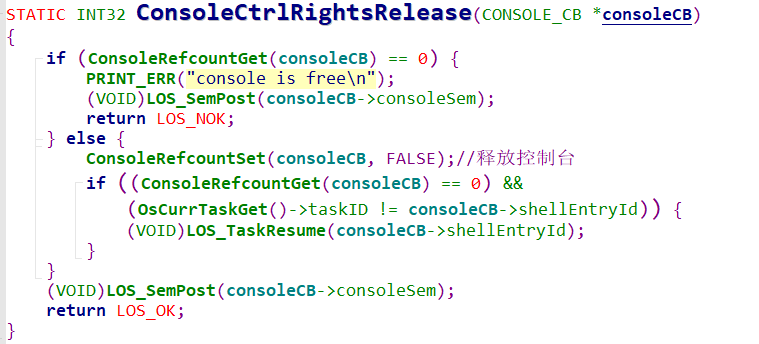 STATIC INT32 ConsoleCtrlRightsRelease(CONSOLE_CB *consoleCB)
{
    if (ConsoleRefcountGet(consoleCB) == 0) {
        PRINT_ERR("console is free\n");
        (VOID)LOS_SemPost(consoleCB->consoleSem);
        return LOS_NOK;
    } else {
        ConsoleRefcountSet(consoleCB, FALSE);//释放控制台
        if ((ConsoleRefcountGet(consoleCB) == 0) &&
            (OsCurrTaskGet()->taskID != consoleCB->shellEntryId)) {
            (VOID)LOS_TaskResume(consoleCB->shellEntryId);
        }
    }
    (VOID)LOS_SemPost(consoleCB->consoleSem);
    return LOS_OK;
}